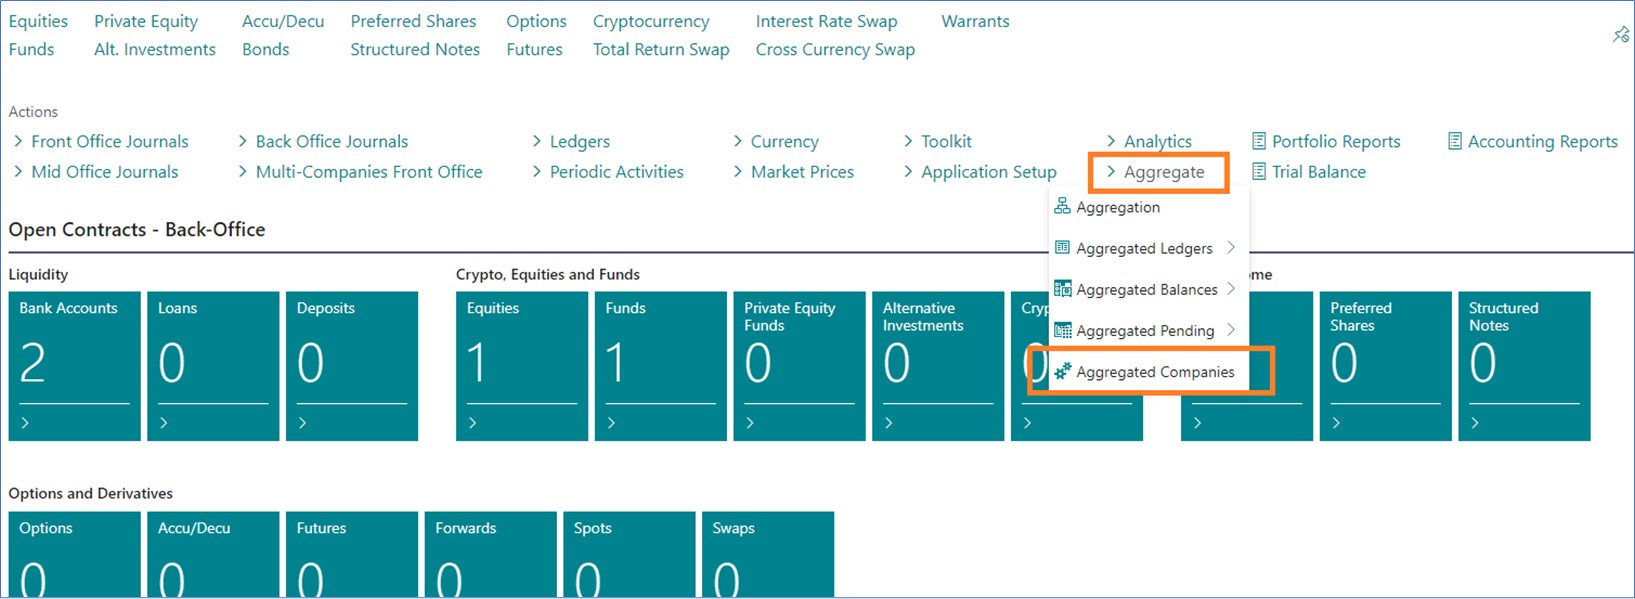 Equities Private Equity Accu/Decu Preferred Shares Options Cryptocurrency Interest Rate Swap Warrants
Funds Alt. Investments Bonds Structured Notes Futures Total Return Swap Cross Currency Swap
Actions
Front Office Journals Back Office Journals Ledgers Currency Toolkit Analytics Portfolio Reports Accounting Reports
Mid Office Journals Multi-Companies Front Office Periodic Activities Market Prices Application Setup Aggregate Trial Balance
Aggregation
Aggregated Ledgers
Aggregated Balances
Aggregated Pending
Aggregated Companies
Open Contracts - Back-Office
Liquidity
Bank Accounts
2
Loans
0
Deposits
0
Crypto, Equities and Funds
Equities
1
Funds
1
Private Equity
Funds
0
Alternative
Investments
0
Cryp
0
ome
Preferred
Shares
0
Structured
Notes
0
Options and Derivatives
Options
0
Accu/Decu
0
Futures
0
Forwards
0
Spots
0
Swaps
0